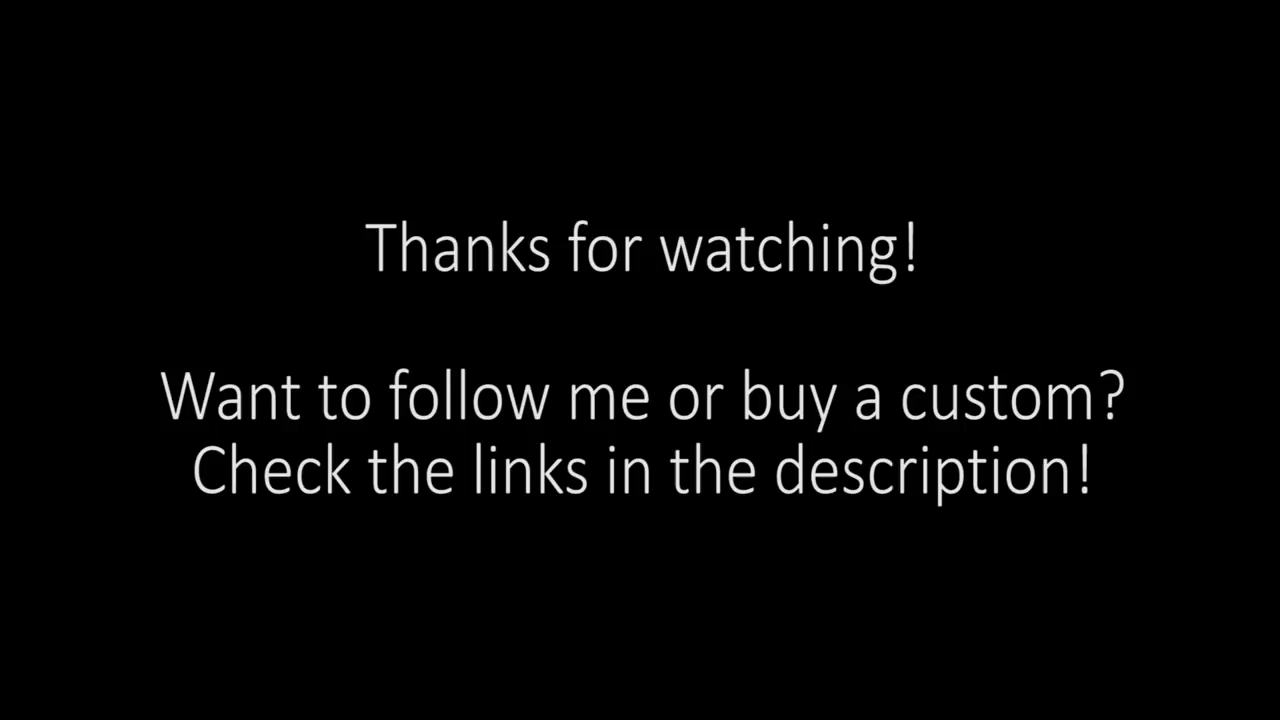 Thanks for watching!
Want to follow me or buy a custom?
Check the links in the description!